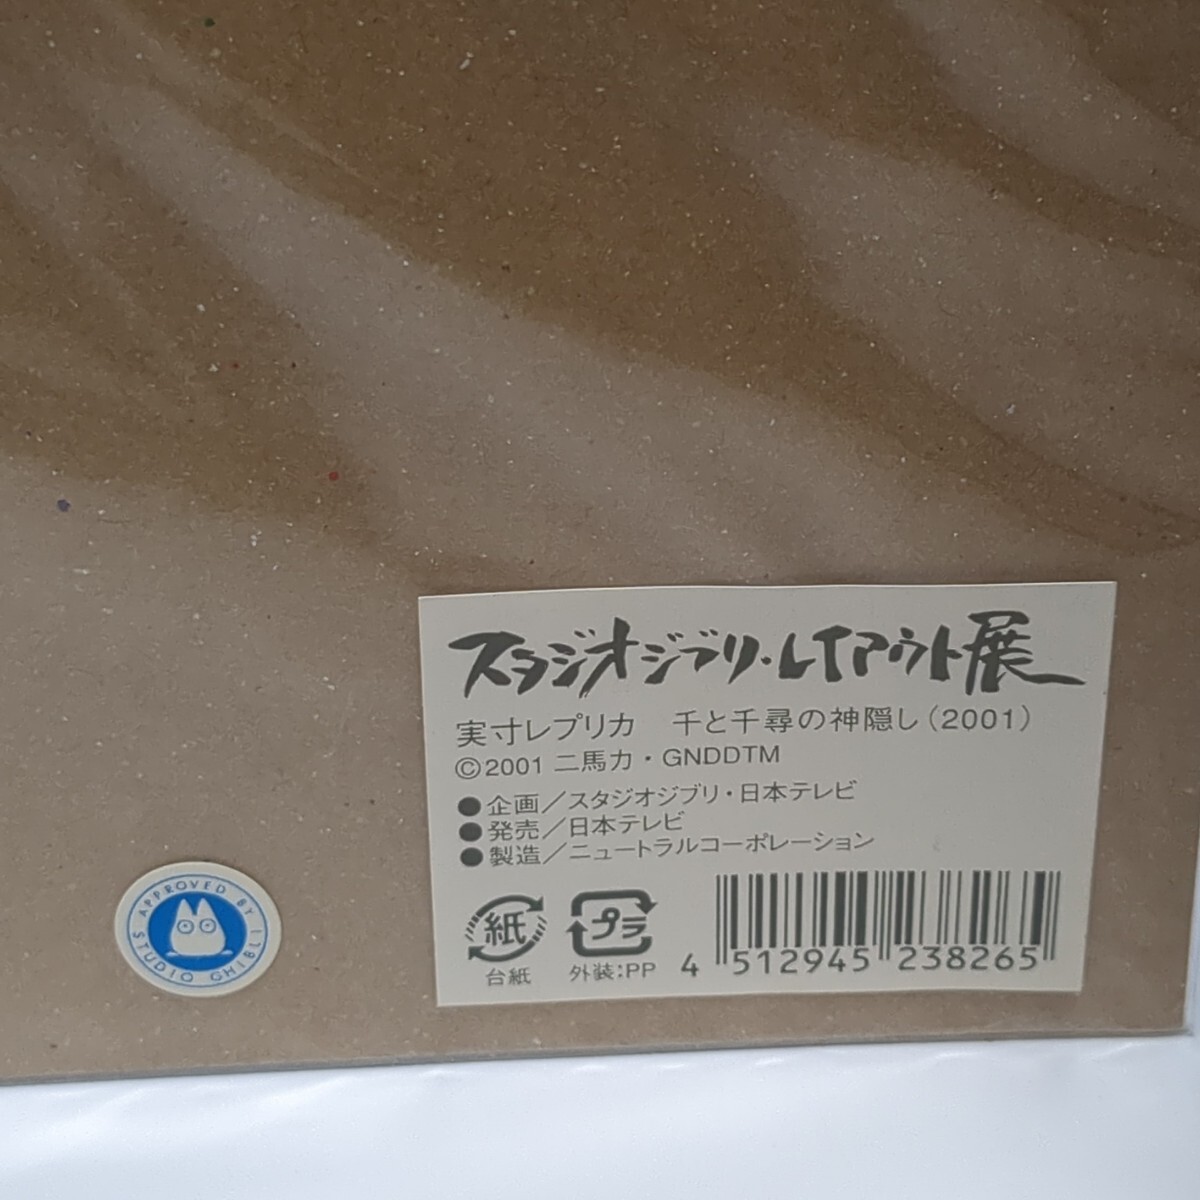 スタジオジブリ・レイアウト展
実寸レプリカ　千と千尋の神隠し（2001）
©2001 二馬力・GNDDTM
●企画／スタジオジブリ・日本テレビ
●発売／日本テレビ
●製造／ニュートラルコーポレーション
紙
台紙
プラ
外装：PP
4 512945 238265
APPROVED BY
STUDIO GHIBLI